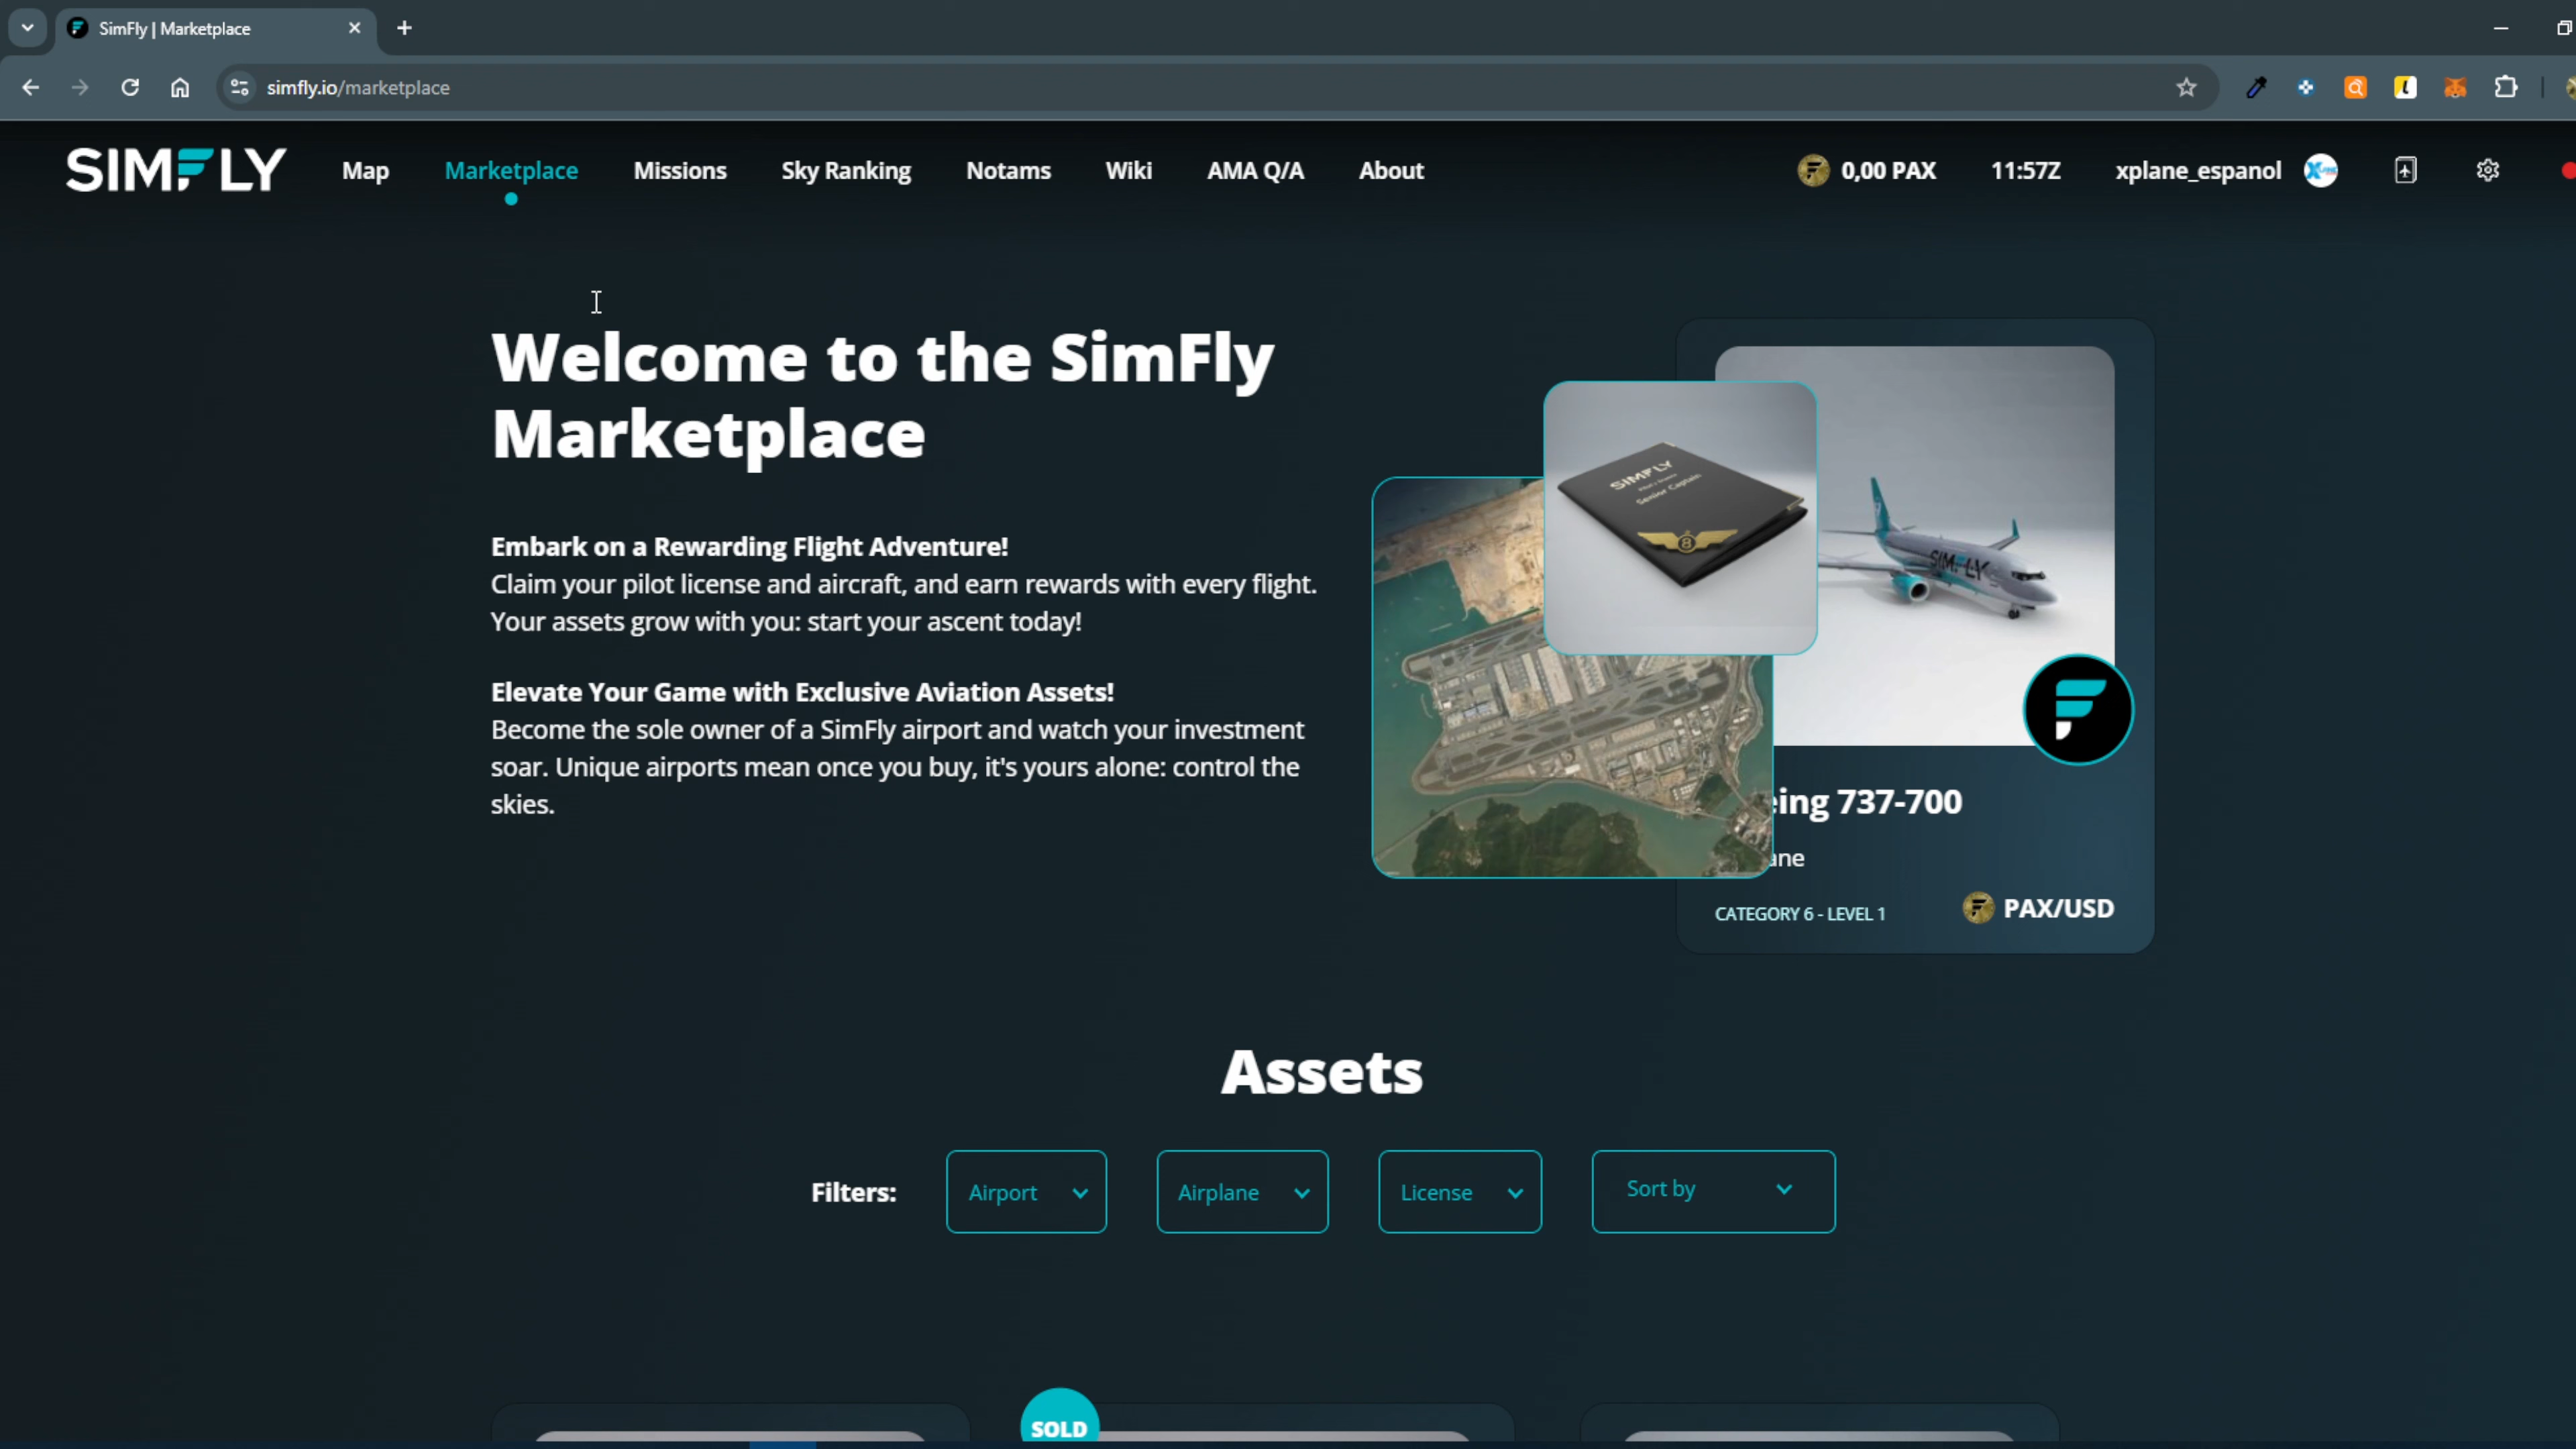 SimFly | Marketplace
simfly.io/marketplace
SIMFLY
Map
Marketplace
Missions
Sky Ranking
Notams
Wiki
AMA Q/A
About
0,00 PAX
11:57Z
xplane_espanol
Welcome to the SimFly
Marketplace
Embark on a Rewarding Flight Adventure!
Claim your pilot license and aircraft, and earn rewards with every flight.
Your assets grow with you: start your ascent today!
Elevate Your Game with Exclusive Aviation Assets!
Become the sole owner of a SimFly airport and watch your investment
soar. Unique airports mean once you buy, it's yours alone: control the
skies.
SIMFLY
Senior Captain
8
SIMFLY
eing 737-700
ane
CATEGORY 6 - LEVEL 1
PAX/USD
Assets
Filters:
Airport
Airplane
License
Sort by
SOLD